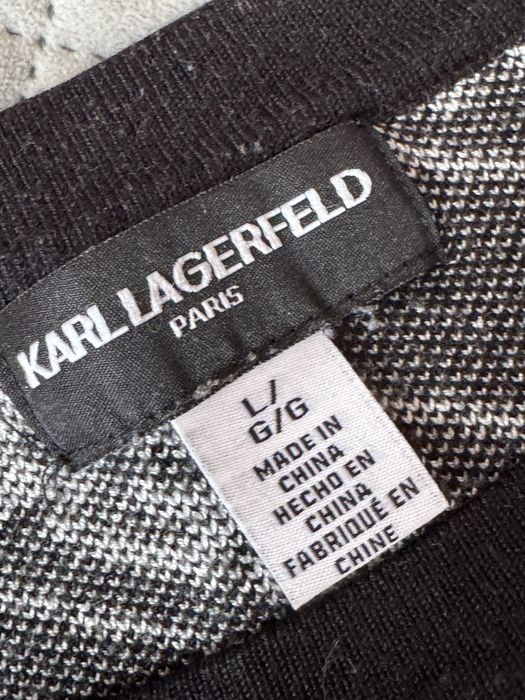 KARL LAGERFELD
PARIS
L/
G/G
MADE IN
CHINA
HECHO EN
CHINA
FABRIQUÉ EN
CHINE